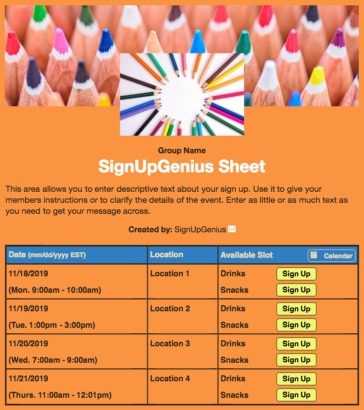 Group Name
SignUpGenius Sheet
This area allows you to enter descriptive text about your sign up. Use it to give your
members instructions or to clarify the details of the event. Enter as little or as much text as
you need to get your message across.
Created by: SignUpGenius
Date (mm/dd/yyyy EST) Location Available Slot Calendar
11/18/2019 Location 1 Drinks Sign Up
(Mon. 9:00am - 10:00am) Snacks Sign Up
11/19/2019 Location 2 Drinks Sign Up
(Tue. 1:00pm - 3:00pm) Snacks Sign Up
11/20/2019 Location 3 Drinks Sign Up
(Wed. 7:00am - 9:00am) Snacks Sign Up
11/21/2019 Location 4 Drinks Sign Up
(Thurs. 11:00am - 12:01pm) Snacks Sign Up